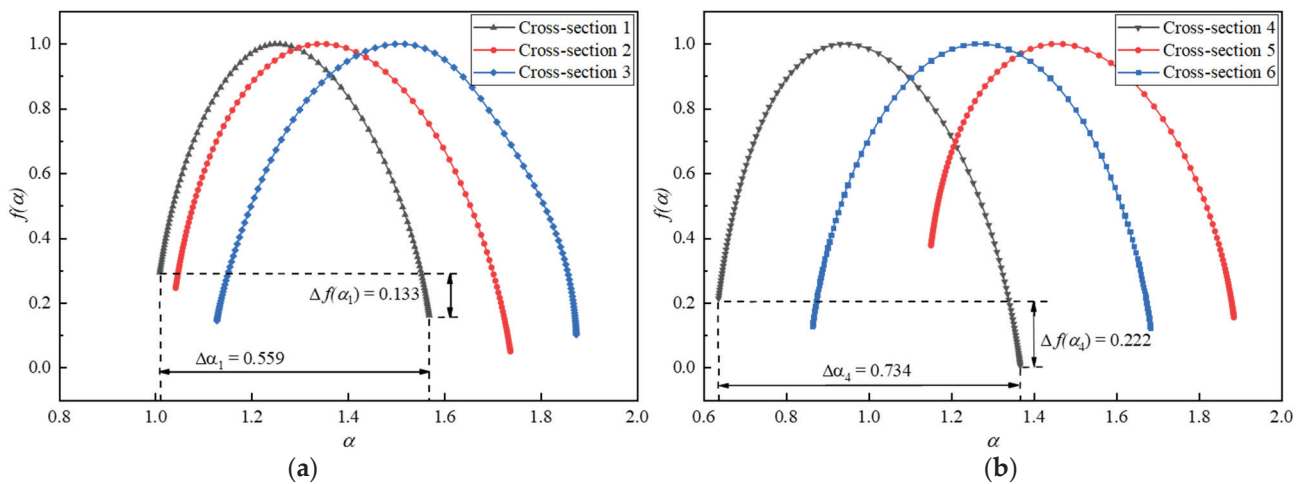 Cross-section 1
Cross-section 2
Cross-section 3
f(α)
1.0
0.8
0.6
0.4
0.2
0.0
Δf(α₁) = 0.133
Δα₁ = 0.559
0.8 1.0 1.2 1.4 1.6 1.8 2.0
α
(a)
Cross-section 4
Cross-section 5
Cross-section 6
f(α)
1.0
0.8
0.6
0.4
0.2
0.0
Δf(α₄) = 0.222
Δα₄ = 0.734
0.6 0.8 1.0 1.2 1.4 1.6 1.8 2.0
α
(b)